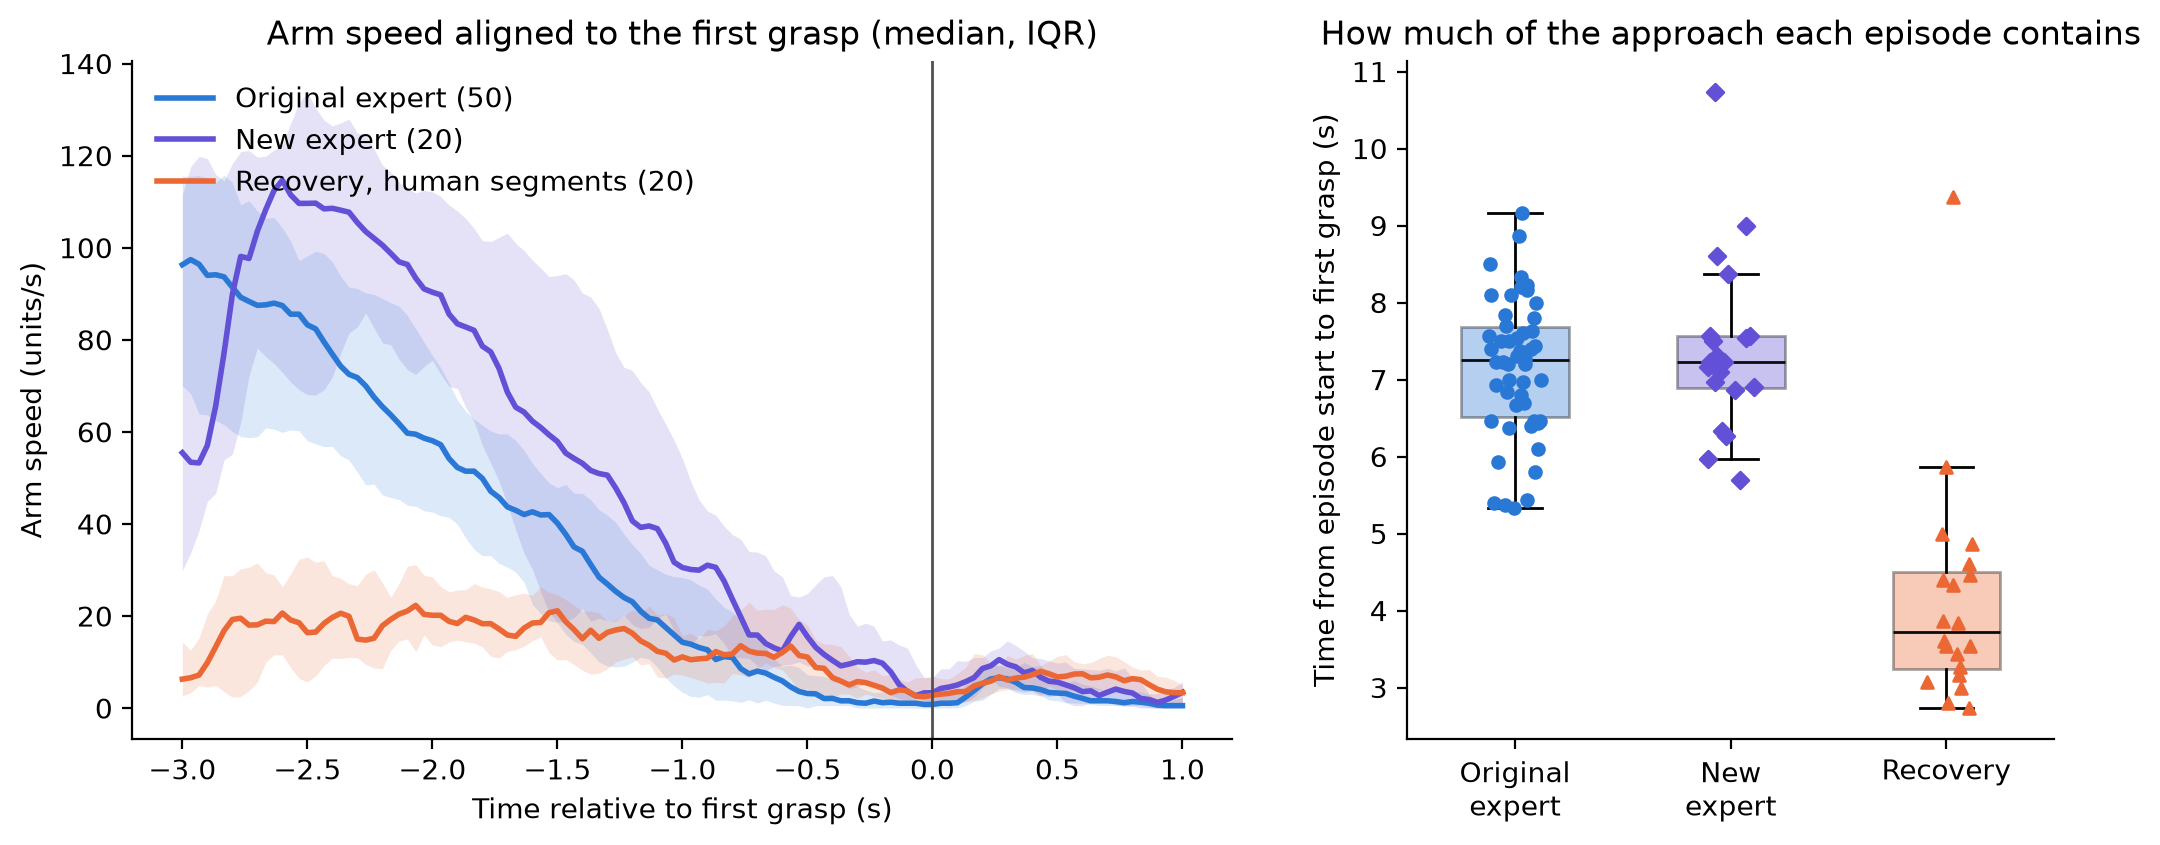 Arm speed aligned to the first grasp (median, IQR)
Arm speed (units/s)
140
120
100
80
60
40
20
0
Original expert (50)
New expert (20)
Recovery, human segments (20)
−3.0 −2.5 −2.0 −1.5 −1.0 −0.5 0.0 0.5 1.0
Time relative to first grasp (s)
How much of the approach each episode contains
Time from episode start to first grasp (s)
11
10
9
8
7
6
5
4
3
Original
expert
New
expert
Recovery